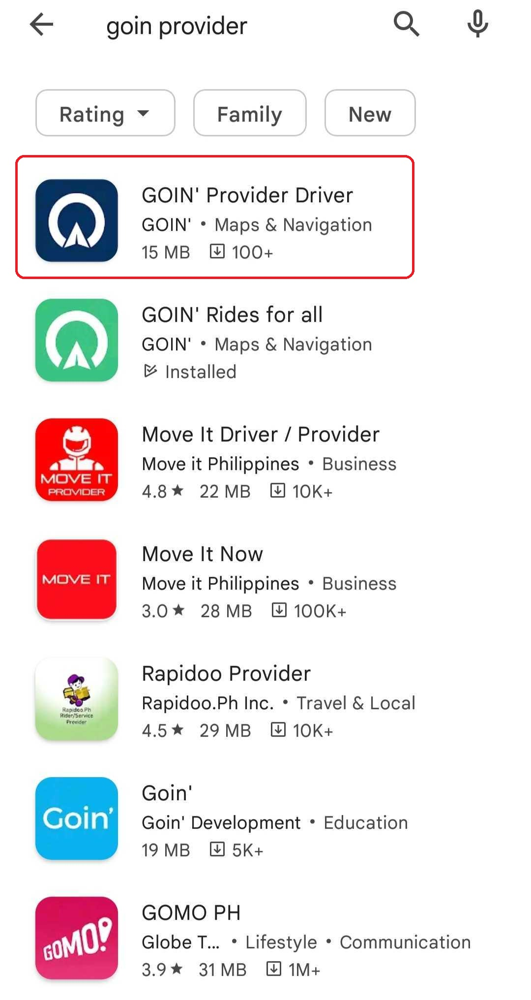 goin provider
Rating
Family
New
GOIN' Provider Driver
GOIN' • Maps & Navigation
15 MB 100+
GOIN' Rides for all
GOIN' • Maps & Navigation
Installed
MOVE IT
PROVIDER
Move It Driver / Provider
Move it Philippines • Business
4.8 ★ 22 MB 10K+
MOVE IT
Move It Now
Move it Philippines • Business
3.0 ★ 28 MB 100K+
Rapidoo.Ph
Rider/Service
Provider
Rapidoo Provider
Rapidoo.Ph Inc. • Travel & Local
4.5 ★ 29 MB 10K+
Goin'
Goin'
Goin' Development • Education
19 MB 5K+
GOMO!
GOMO PH
Globe T... • Lifestyle • Communication
3.9 ★ 31 MB 1M+